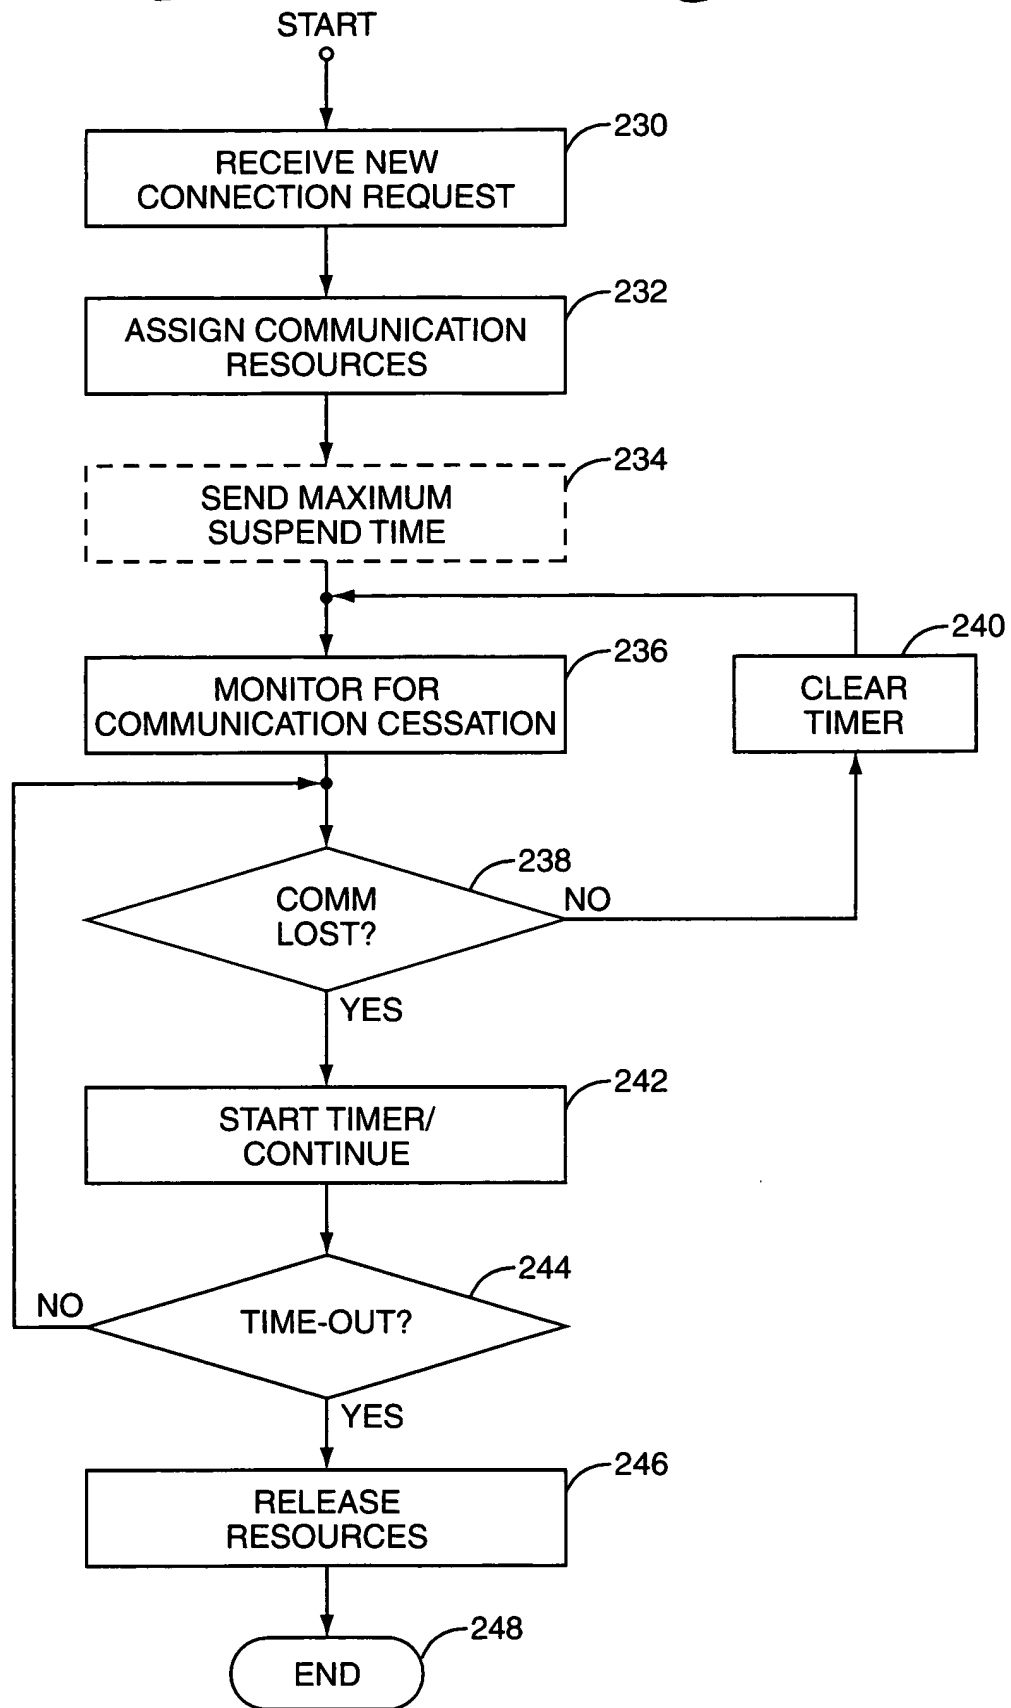 START
230
RECEIVE NEW
CONNECTION REQUEST
232
ASSIGN COMMUNICATION
RESOURCES
234
SEND MAXIMUM
SUSPEND TIME
236
MONITOR FOR
COMMUNICATION CESSATION
240
CLEAR
TIMER
238
COMM
LOST?
NO
YES
242
START TIMER/
CONTINUE
244
TIME-OUT?
NO
YES
246
RELEASE
RESOURCES
248
END